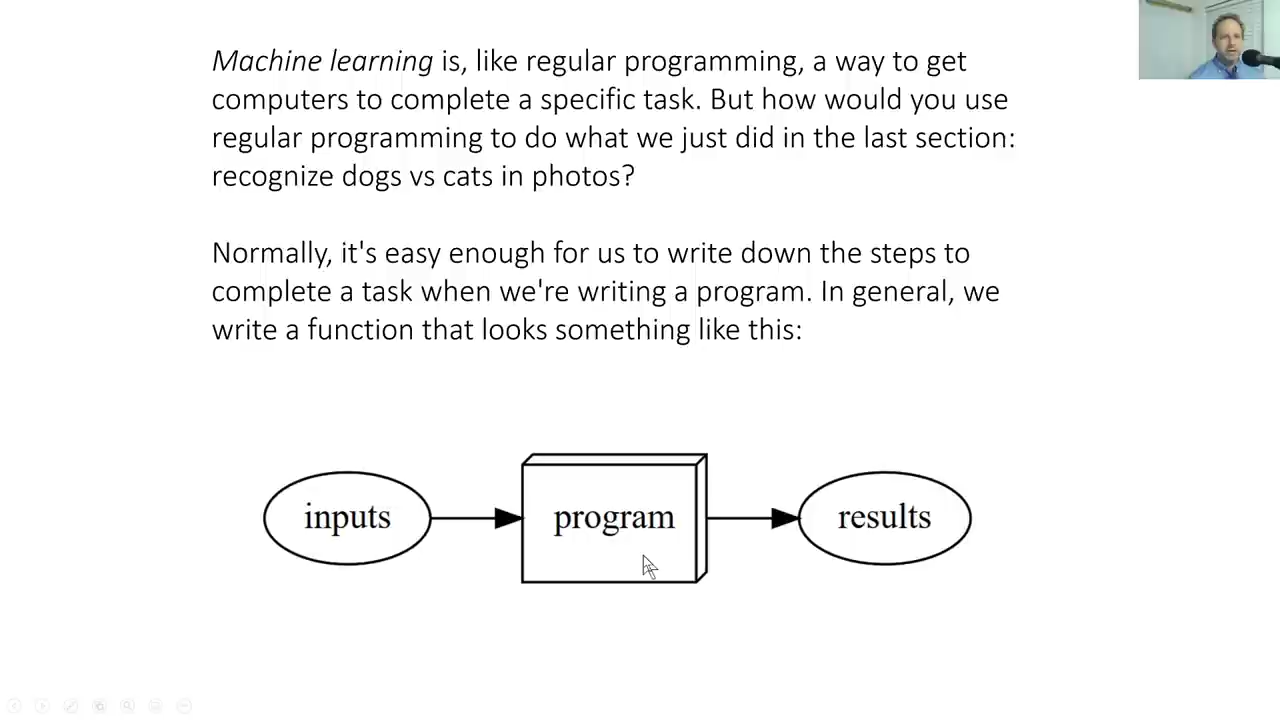 Machine learning is, like regular programming, a way to get
computers to complete a specific task. But how would you use
regular programming to do what we just did in the last section:
recognize dogs vs cats in photos?
Normally, it's easy enough for us to write down the steps to
complete a task when we're writing a program. In general, we
write a function that looks something like this:
inputs
program
results